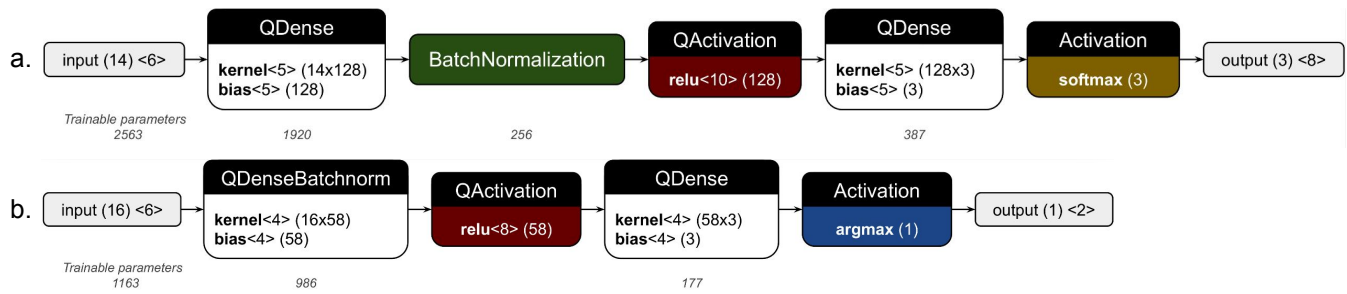 a.
input (14) <6>
QDense
kernel<5> (14x128)
bias<5> (128)
BatchNormalization
QActivation
relu<10> (128)
QDense
kernel<5> (128x3)
bias<5> (3)
Activation
softmax (3)
output (3) <8>
Trainable parameters
2563
1920
256
387
b.
input (16) <6>
QDenseBatchnorm
kernel<4> (16x58)
bias<4> (58)
QActivation
relu<8> (58)
QDense
kernel<4> (58x3)
bias<4> (3)
Activation
argmax (1)
output (1) <2>
Trainable parameters
1163
986
177